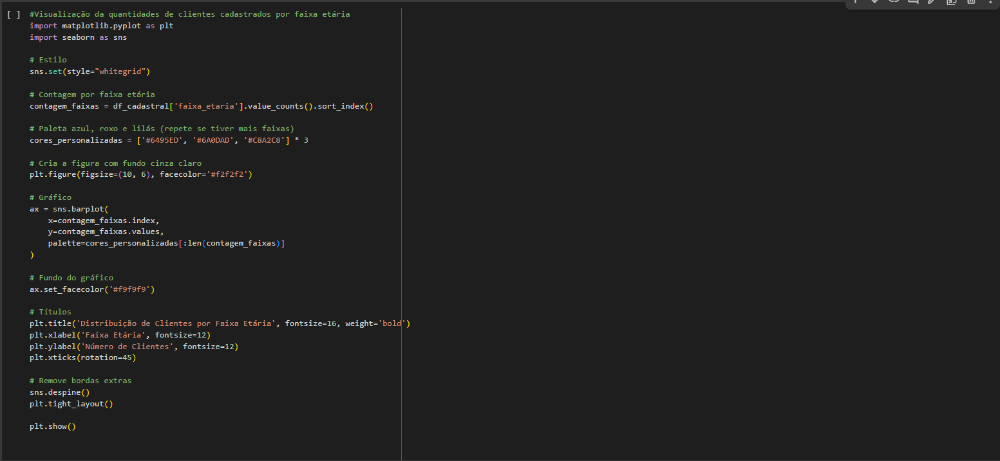 [ ] #Visualização da quantidades de clientes cadastrados por faixa etária
import matplotlib.pyplot as plt
import seaborn as sns
# Estilo
sns.set(style="whitegrid")
# Contagem por faixa etária
contagem_faixas = df_cadastral['faixa_etaria'].value_counts().sort_index()
# Paleta azul, roxo e lilás (repete se tiver mais faixas)
cores_personalizadas = ['#6495ED', '#6A0DAD', '#C8A2C8'] * 3
# Cria a figura com fundo cinza claro
plt.figure(figsize=(10, 6), facecolor='#f2f2f2')
# Gráfico
ax = sns.barplot(
    x=contagem_faixas.index,
    y=contagem_faixas.values,
    palette=cores_personalizadas[:len(contagem_faixas)]
)
# Fundo do gráfico
ax.set_facecolor('#f9f9f9')
# Títulos
plt.title('Distribuição de Clientes por Faixa Etária', fontsize=16, weight='bold')
plt.xlabel('Faixa Etária', fontsize=12)
plt.ylabel('Número de Clientes', fontsize=12)
plt.xticks(rotation=45)
# Remove bordas extras
sns.despine()
plt.tight_layout()
plt.show()